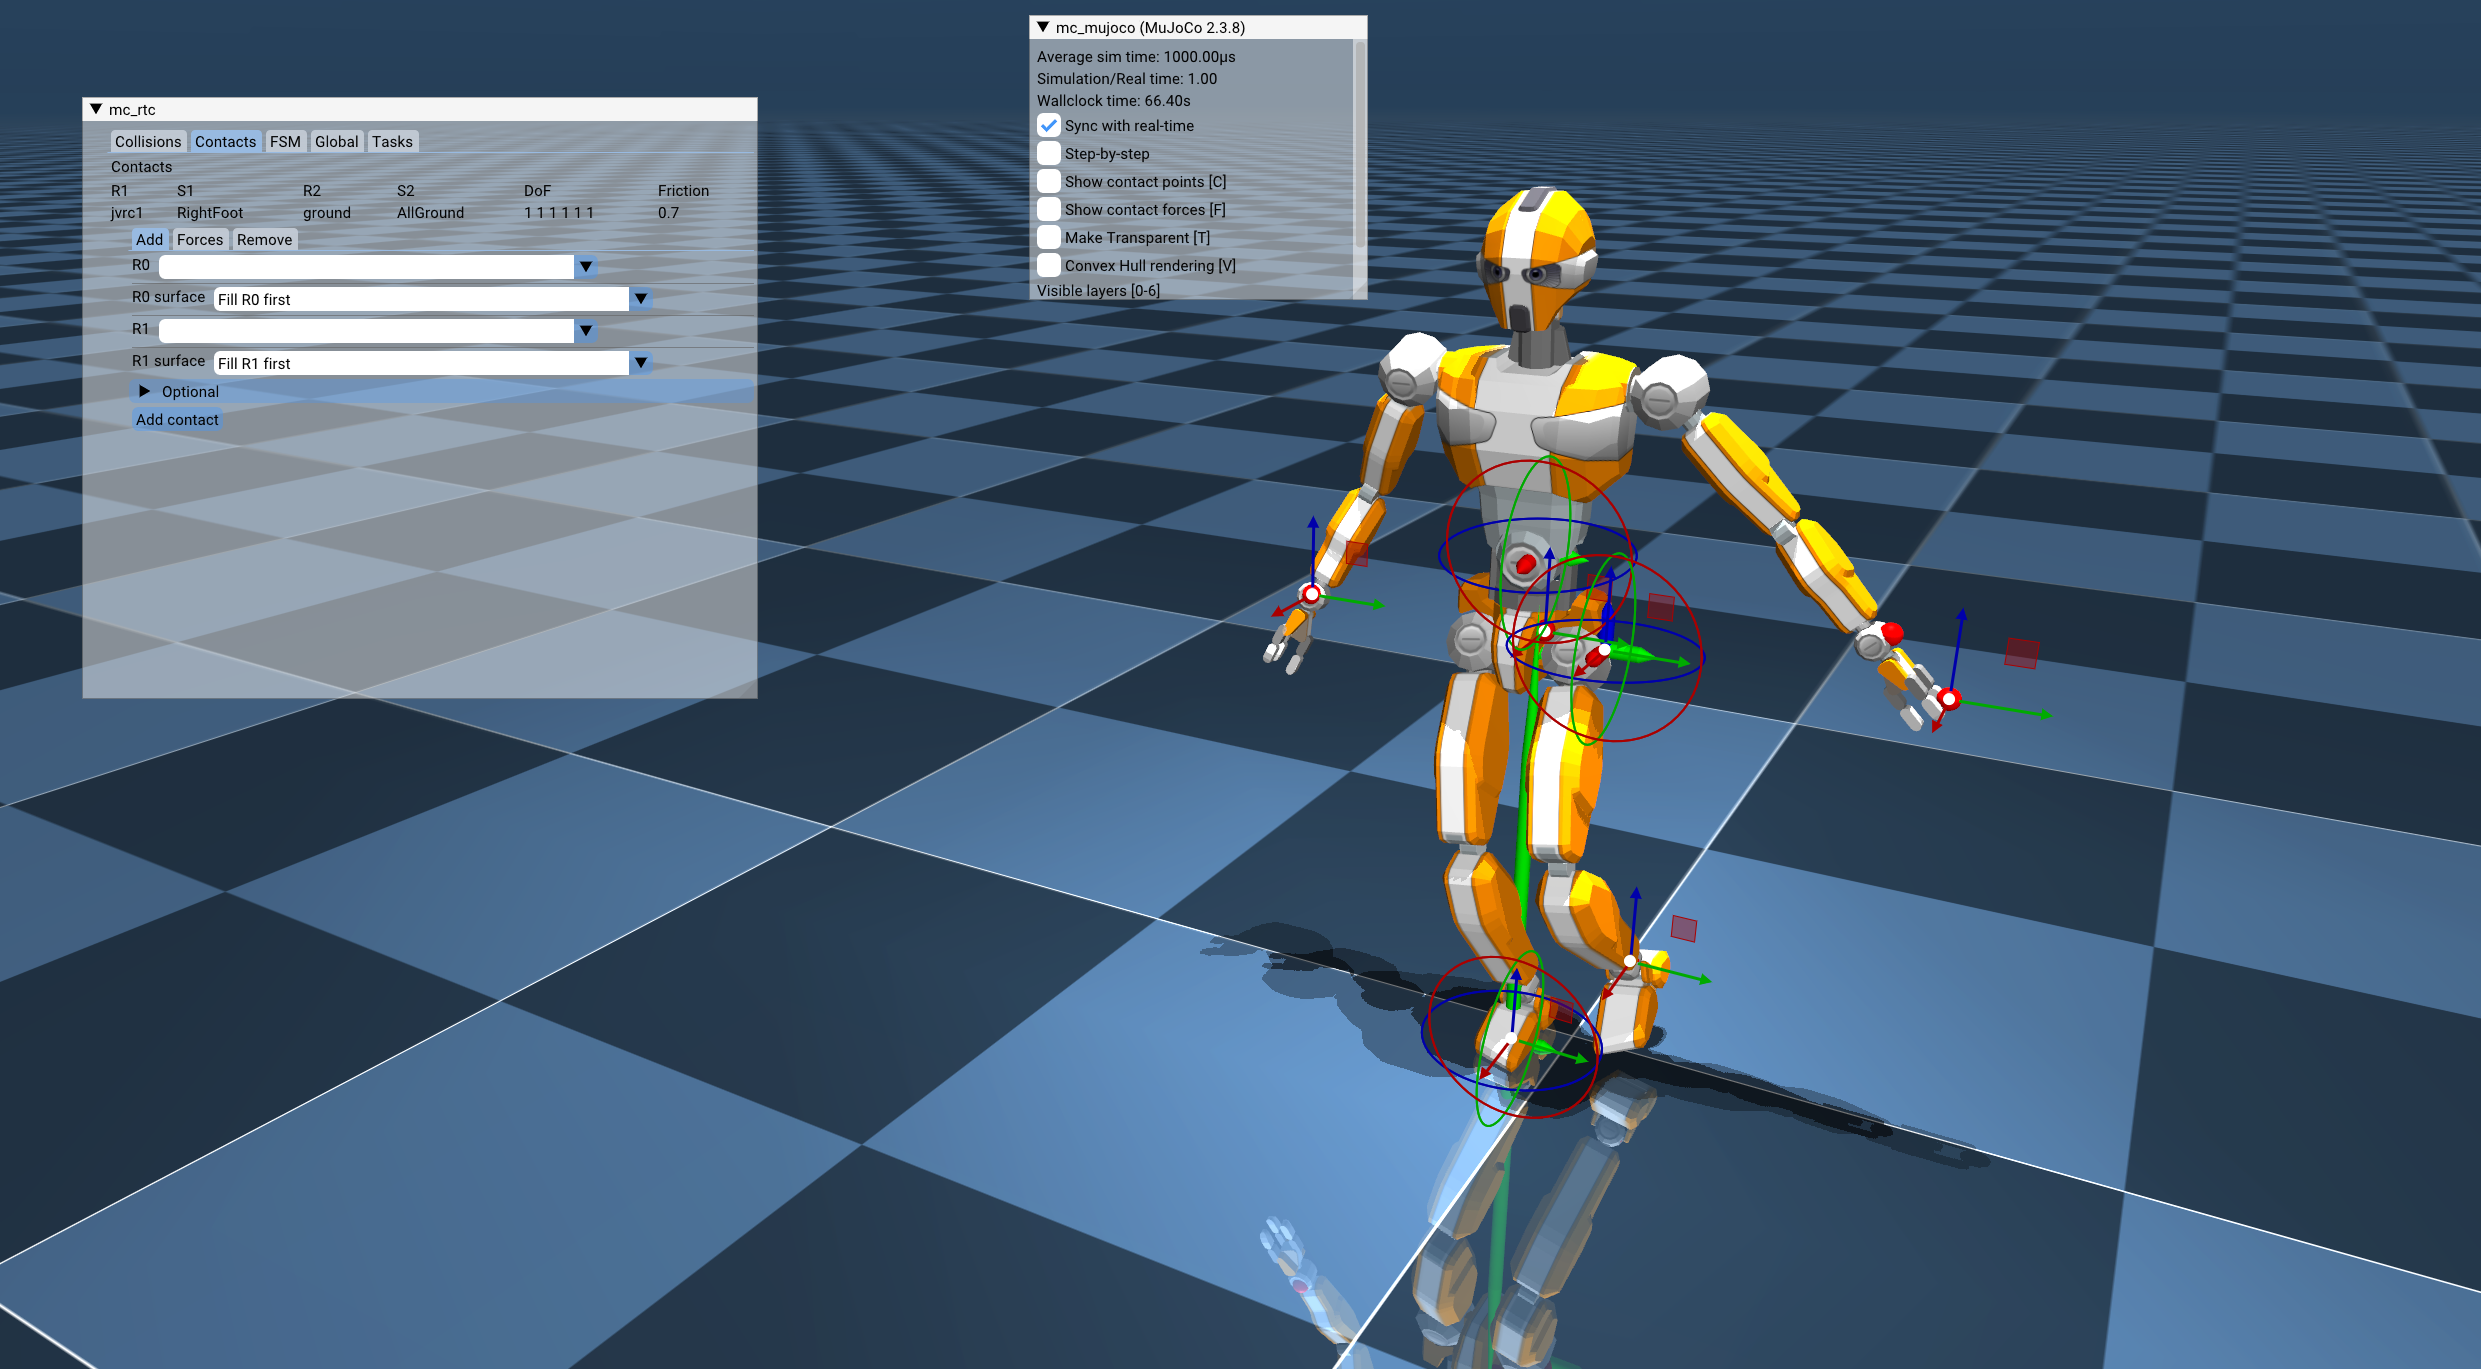 mc_mujoco (MuJoCo 2.3.8)
Average sim time: 1000.00µs
Simulation/Real time: 1.00
Wallclock time: 66.40s
Sync with real-time
Step-by-step
Show contact points [C]
Show contact forces [F]
Make Transparent [T]
Convex Hull rendering [V]
Visible layers [0-6]
mc_rtc
Collisions Contacts FSM Global Tasks
Contacts
R1 S1 R2 S2 DoF Friction
jvrc1 RightFoot ground AllGround 1 1 1 1 1 1 0.7
Add Forces Remove
R0
R0 surface Fill R0 first
R1
R1 surface Fill R1 first
Optional
Add contact